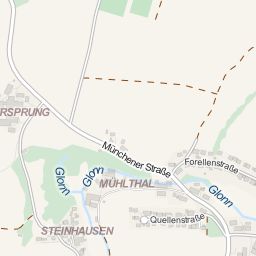 RSPRUNG
Münchener Straße
Forellenstraße
Glonn
Glonn
MÜHLTHAL
Glonn
Quellenstraße
STEINHAUSEN